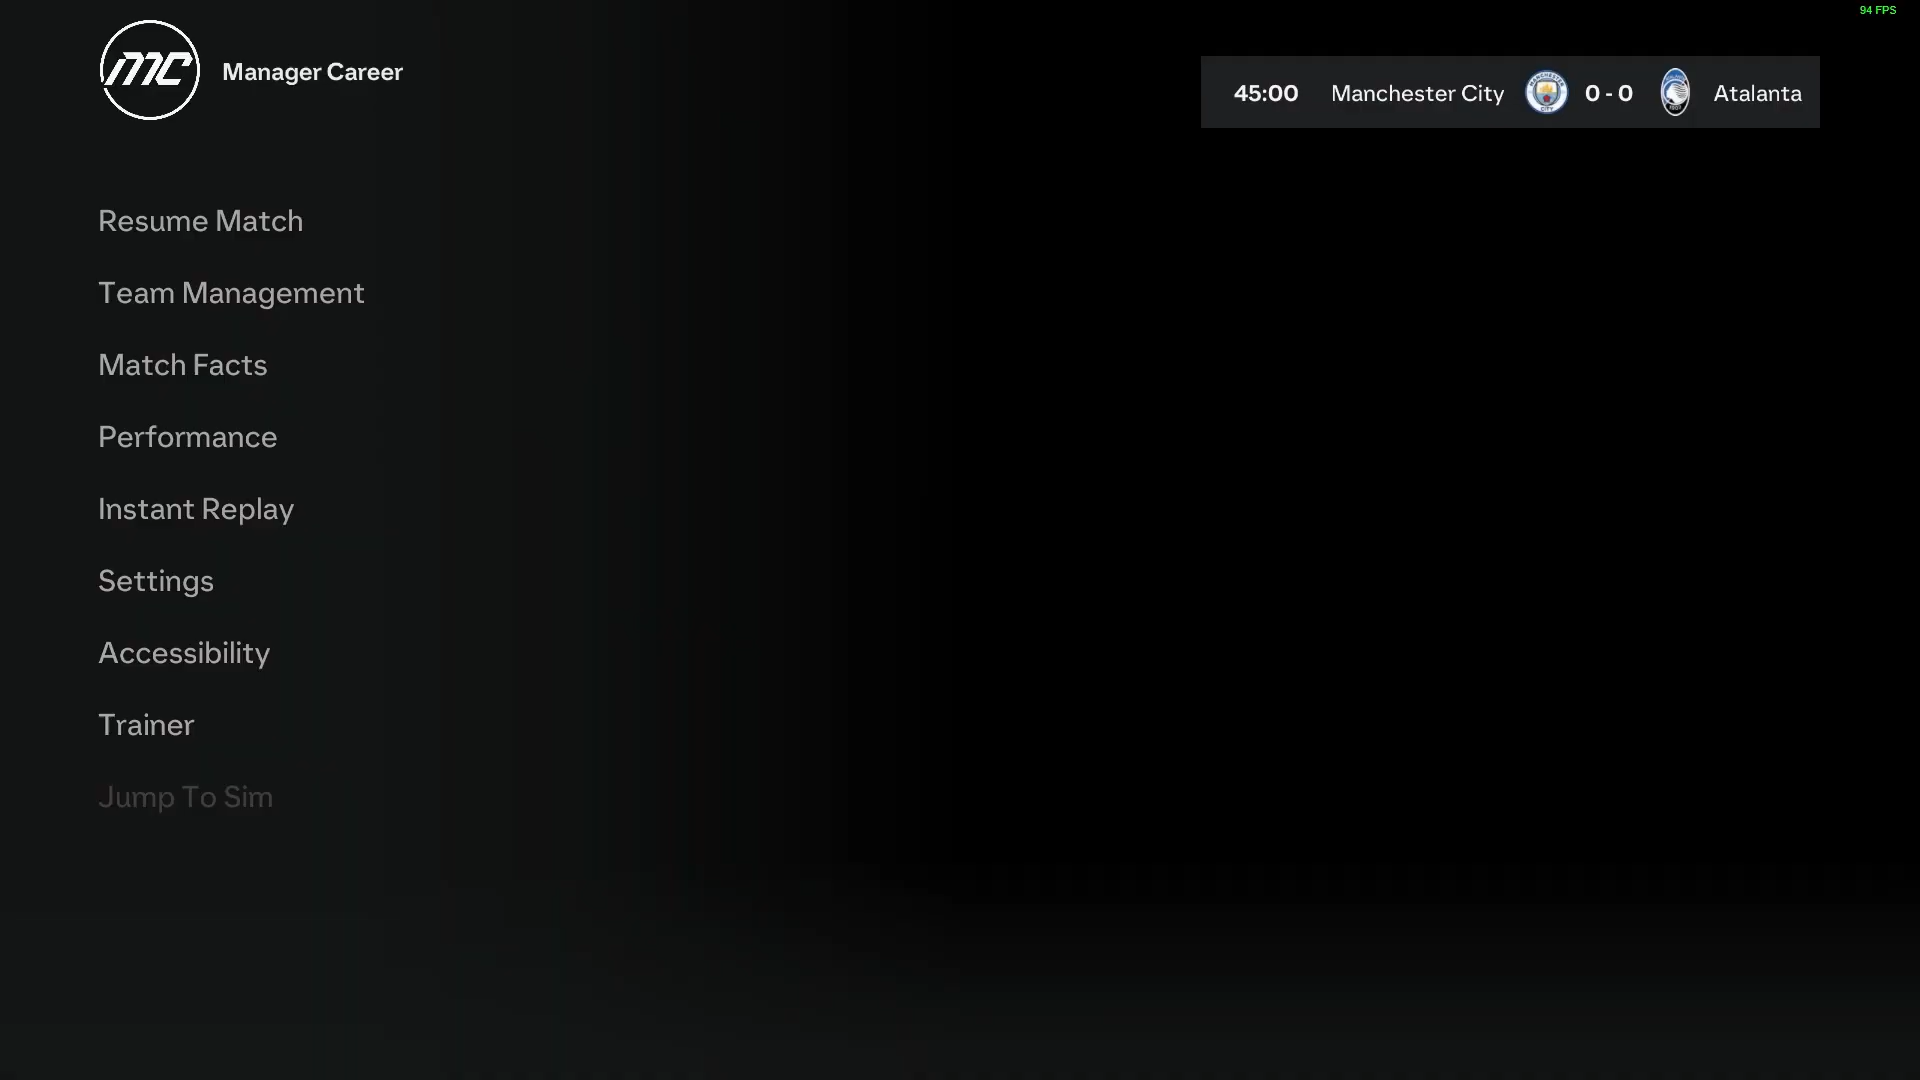 94 FPS
MC Manager Career
45:00 Manchester City 0 - 0 Atalanta
Resume Match
Team Management
Match Facts
Performance
Instant Replay
Settings
Accessibility
Trainer
Jump To Sim